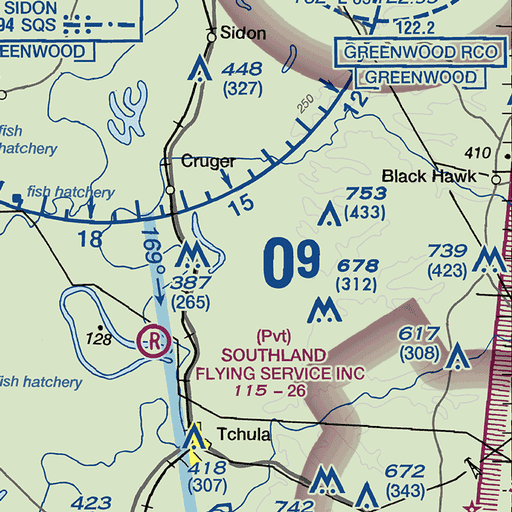 SIDON
94 SQS
GREENWOOD
Sidon
122.2
GREENWOOD RCO
GREENWOOD
448
(327)
250
12
fish
hatchery
410
Cruger
Black Hawk
fish hatchery
15
753
(433)
18
169°
09
739
(423)
387
(265)
678
(312)
128
R
(Pvt)
SOUTHLAND
FLYING SERVICE INC
115 - 26
617
(308)
fish hatchery
Tchula
418
(307)
672
(343)
423
742